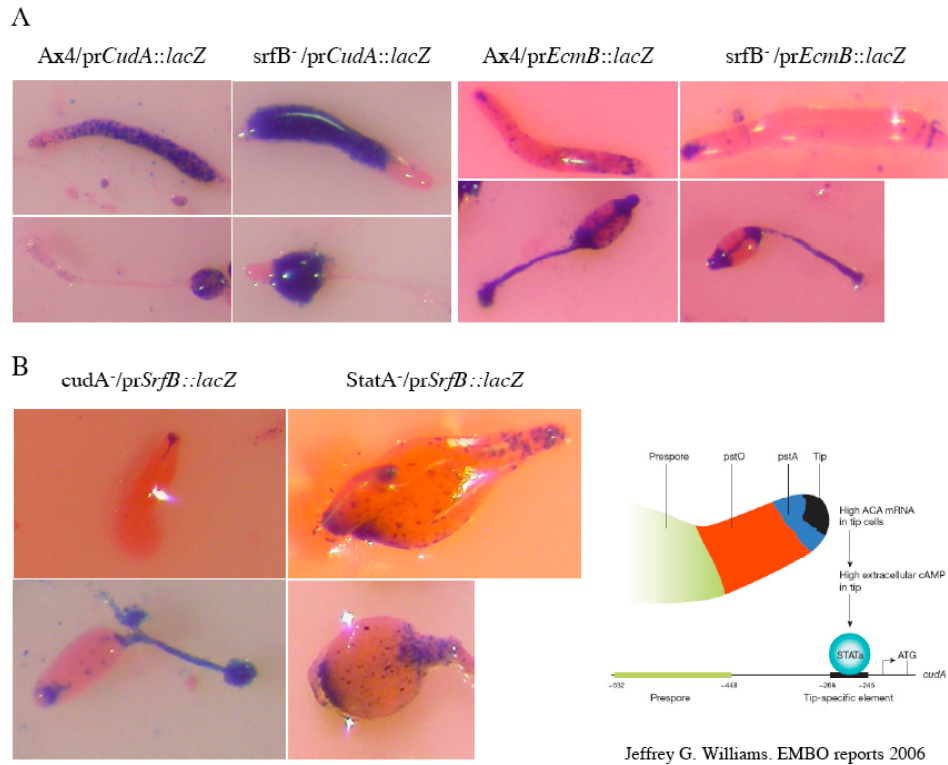 A
Ax4/prCudA::lacZ srfB-/prCudA::lacZ Ax4/prEcmB::lacZ srfB-/prEcmB::lacZ
B
cudA-/prSrfB::lacZ StatA-/prSrfB::lacZ
Prespore pstO pstA Tip
High ACA mRNA
in tip cells
High extracellular cAMP
in tip
STATa ATG
cudA
-532 -443 -268 -245
Prespore Tip-specific element
Jeffrey G. Williams. EMBO reports 2006